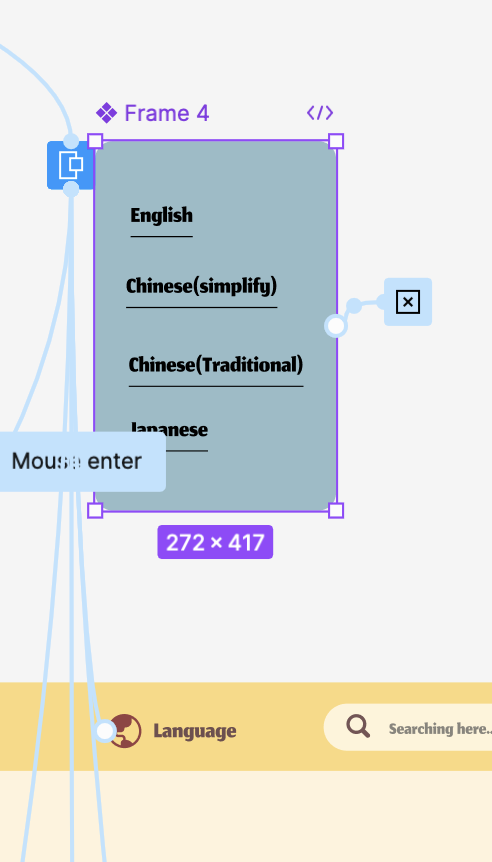 Frame 4
</>
English
Chinese(simplify)
Chinese(Traditional)
Japanese
Mouse enter
272 × 417
Language
Searching here..